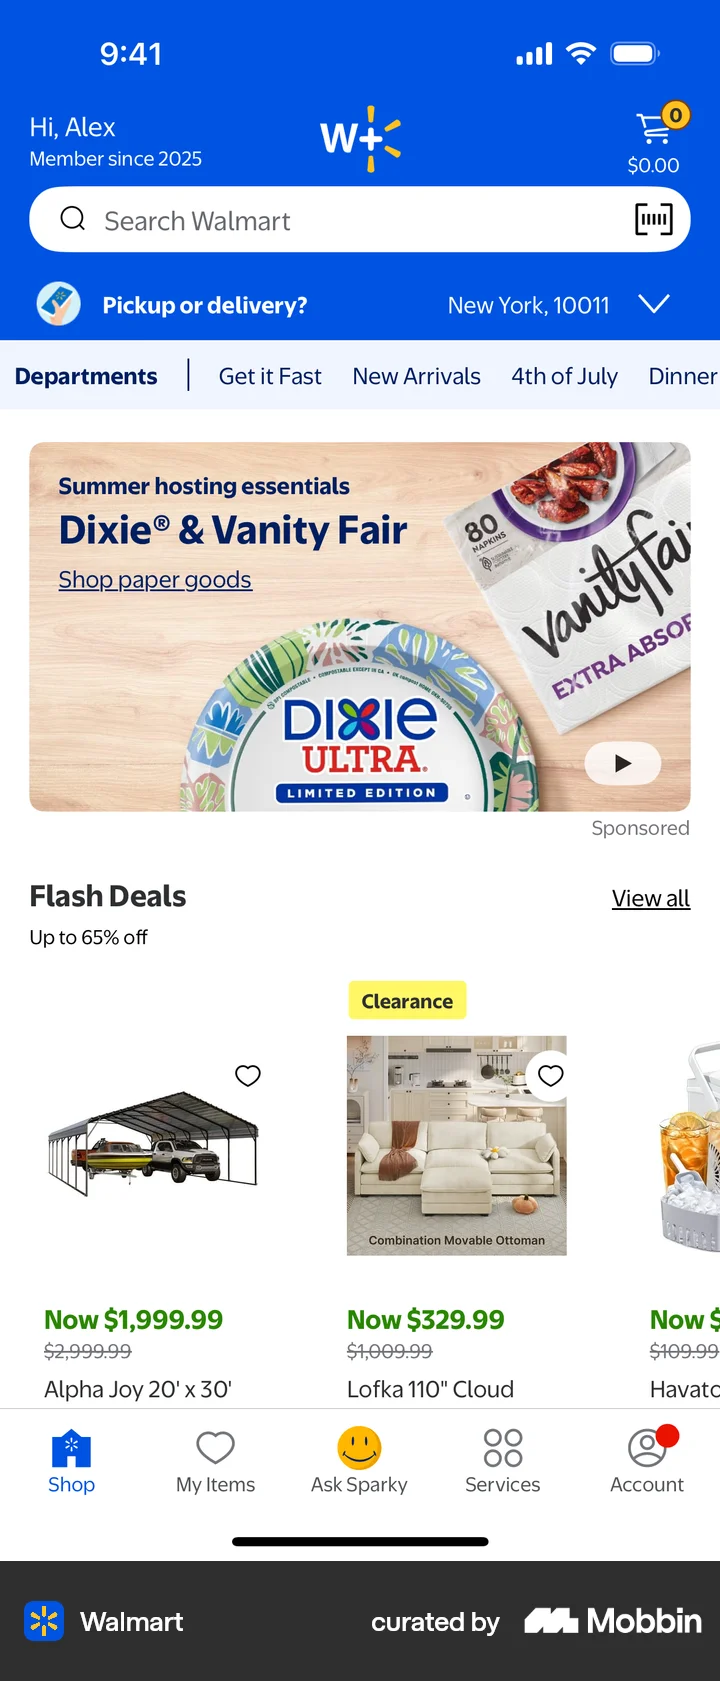 9:41
Hi, Alex
Member since 2025
W+
0
$0.00
Search Walmart
Pickup or delivery?
New York, 10011
Departments
Get it Fast
New Arrivals
4th of July
Dinner
Summer hosting essentials
Dixie® & Vanity Fair
Shop paper goods
80
NAPKINS
Vanity fai
EXTRA ABSOR
DIXIE
ULTRA®
LIMITED EDITION
Sponsored
Flash Deals
View all
Up to 65% off
Clearance
Combination Movable Ottoman
Now $1,999.99
$2,999.99
Alpha Joy 20' x 30'
Now $329.99
$1,009.99
Lofka 110" Cloud
Now $
$109.99
Havato
Shop
My Items
Ask Sparky
Services
Account
Walmart
curated by
Mobbin